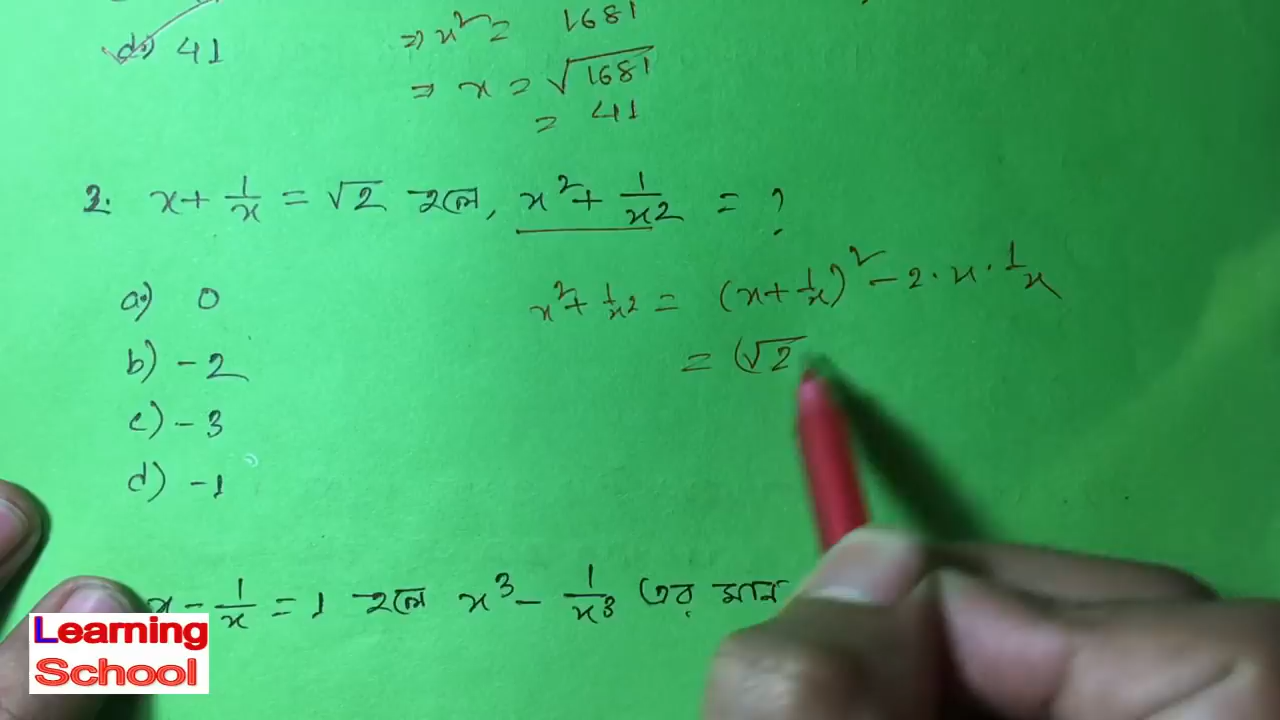 d) 41
⇒ x² = 1681
⇒ x = √1681
= 41
2. x + 1/x = √2 হলে, x² + 1/x2 = ?
a) 0
b) -2
c) -3
d) -1
x² + 1/x2 = (x + 1/x)² - 2 · x · 1/x
= (√2
x - 1/x = 1 হলে x³ - 1/x³ এর মান
Learning
School